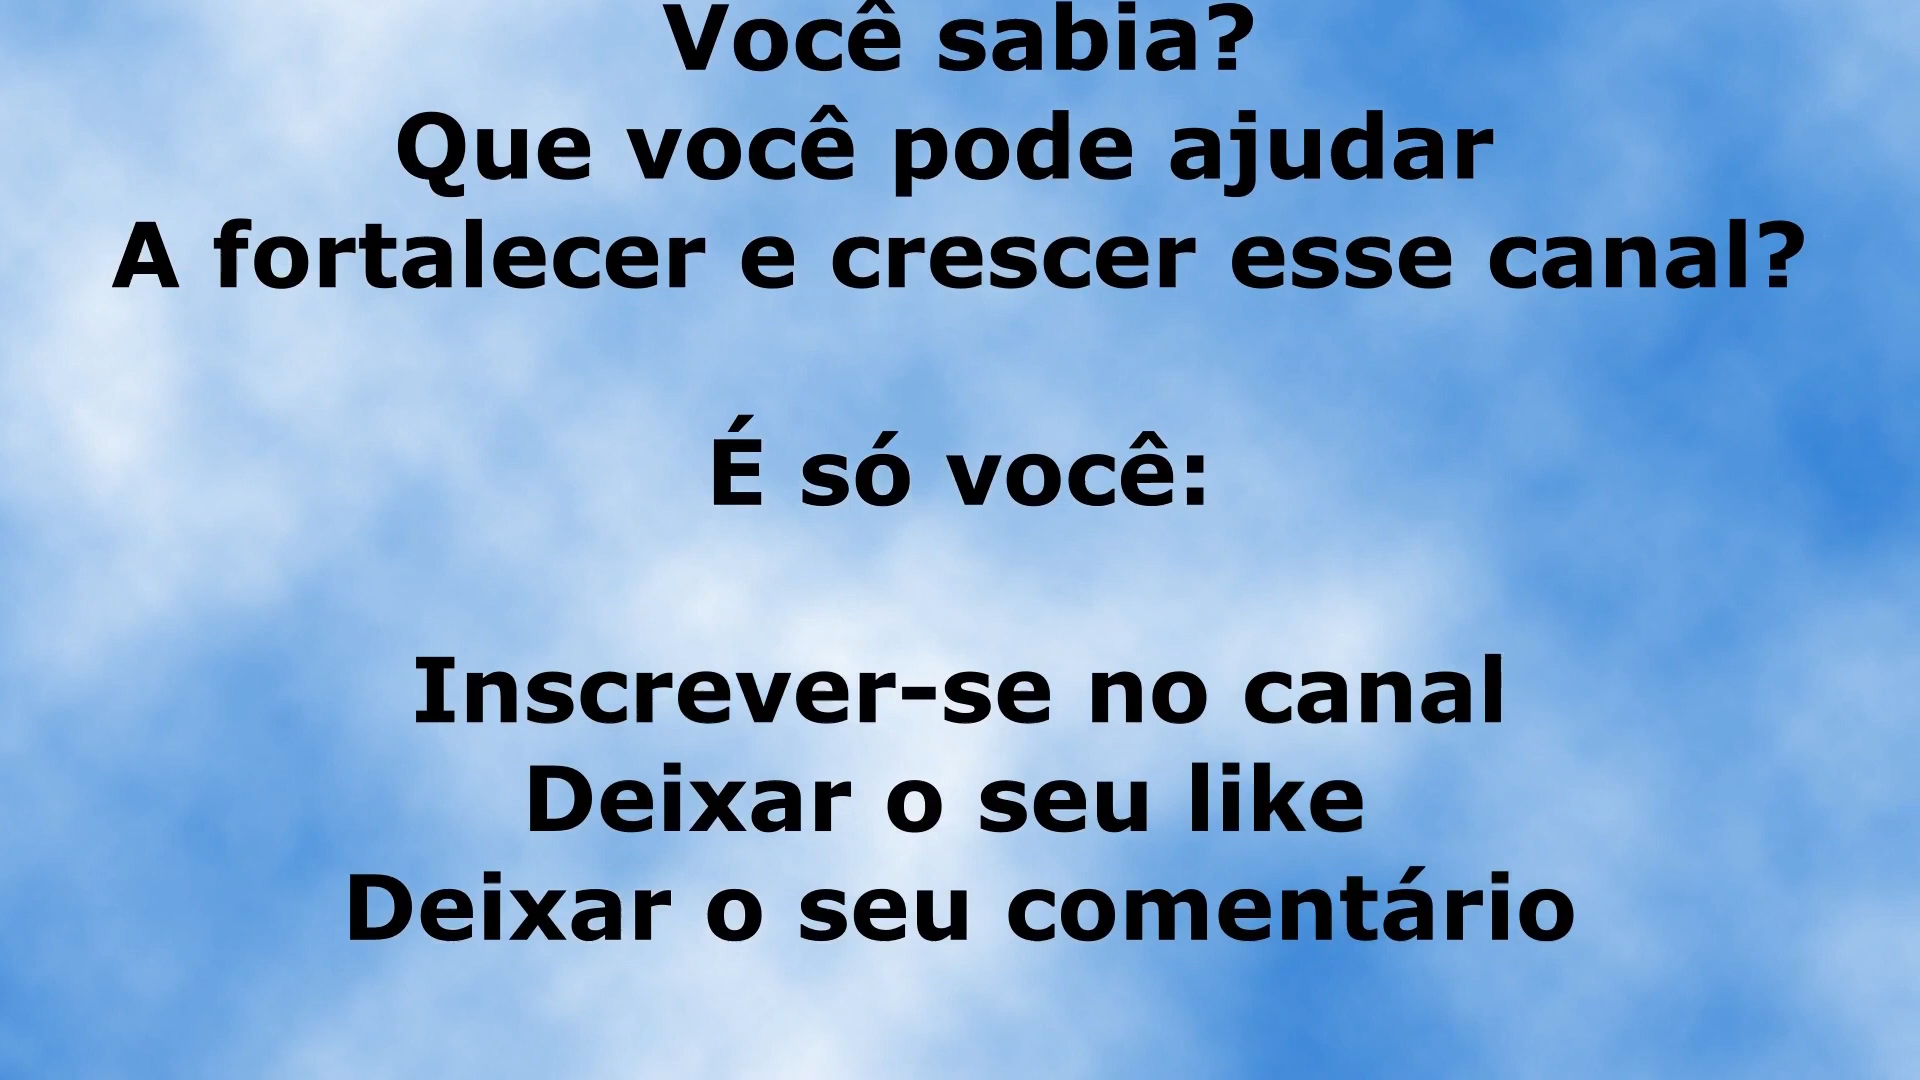 Você sabia?
Que você pode ajudar
A fortalecer e crescer esse canal?
É só você:
Inscrever-se no canal
Deixar o seu like
Deixar o seu comentário